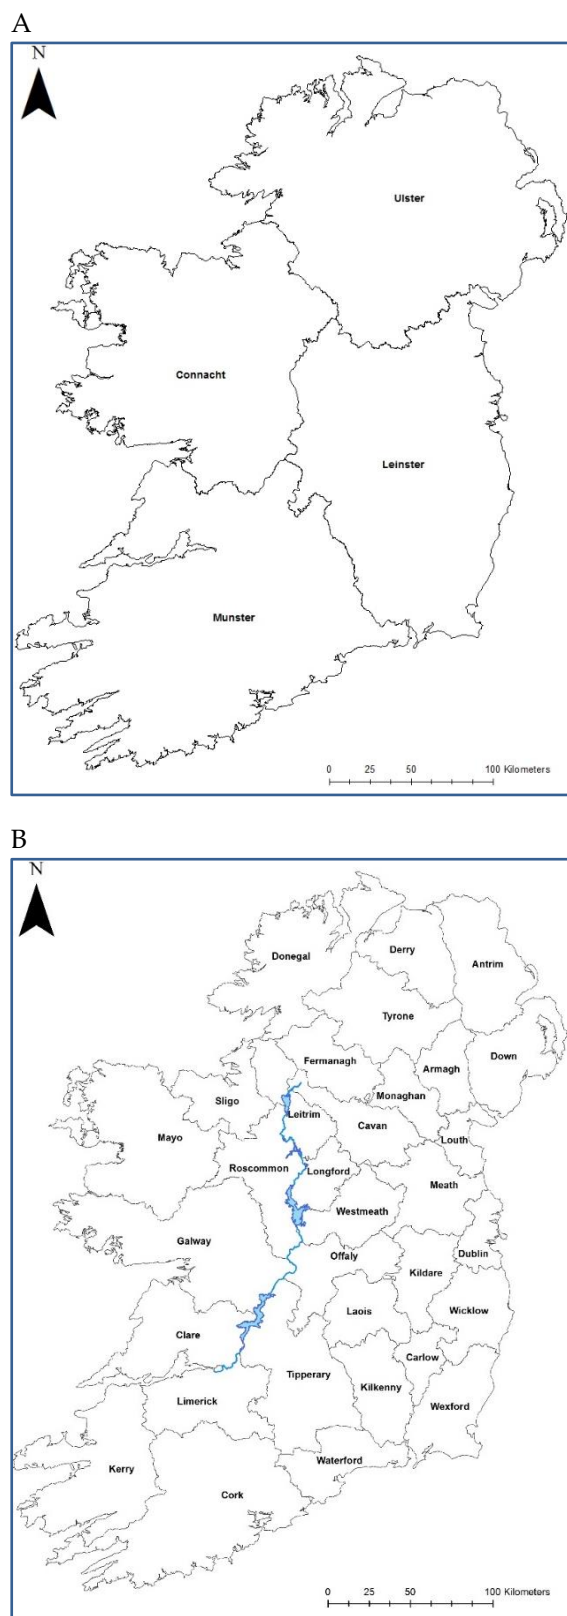 A
N
Ulster
Connacht
Leinster
Munster
0 25 50 100 Kilometers
B
N
Donegal
Derry
Antrim
Tyrone
Fermanagh
Armagh
Down
Monaghan
Sligo
Leitrim
Cavan
Mayo
Louth
Roscommon
Longford
Meath
Westmeath
Galway
Offaly
Dublin
Kildare
Laois
Wicklow
Clare
Carlow
Tipperary
Kilkenny
Limerick
Wexford
Waterford
Kerry
Cork
0 25 50 100 Kilometers